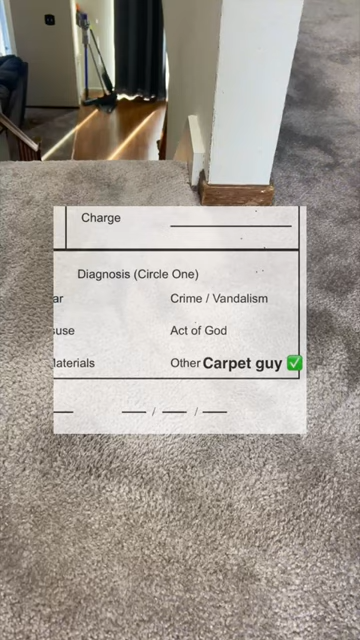 Charge
Diagnosis (Circle One)
ar Crime / Vandalism
use Act of God
Materials Other Carpet guy ✅
/ /